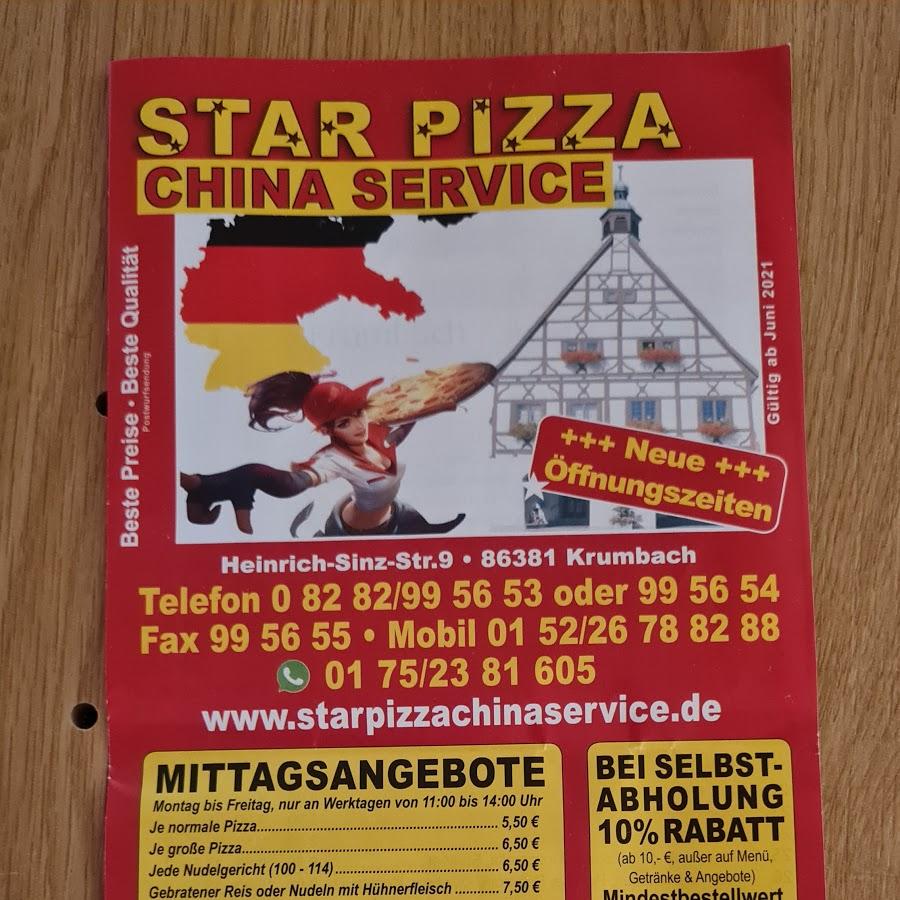 STAR PIZZA
CHINA SERVICE
Beste Preise • Beste Qualität
Postwurfsendung
Gültig ab Juni 2021
+++ Neue +++
Öffnungszeiten
Heinrich-Sinz-Str.9 • 86381 Krumbach
Telefon 0 82 82/99 56 53 oder 99 56 54
Fax 99 56 55 • Mobil 01 52/26 78 82 88
01 75/23 81 605
www.starpizzachinaservice.de
MITTAGSANGEBOTE
Montag bis Freitag, nur an Werktagen von 11:00 bis 14:00 Uhr
Je normale Pizza........................................................ 5,50 €
Je große Pizza............................................................ 6,50 €
Jede Nudelgericht (100 - 114)...................................... 6,50 €
Gebratener Reis oder Nudeln mit Hühnerfleisch .......... 7,50 €
BEI SELBST-
ABHOLUNG
10% RABATT
(ab 10,- €, außer auf Menü,
Getränke & Angebote)
Mindestbestellwert